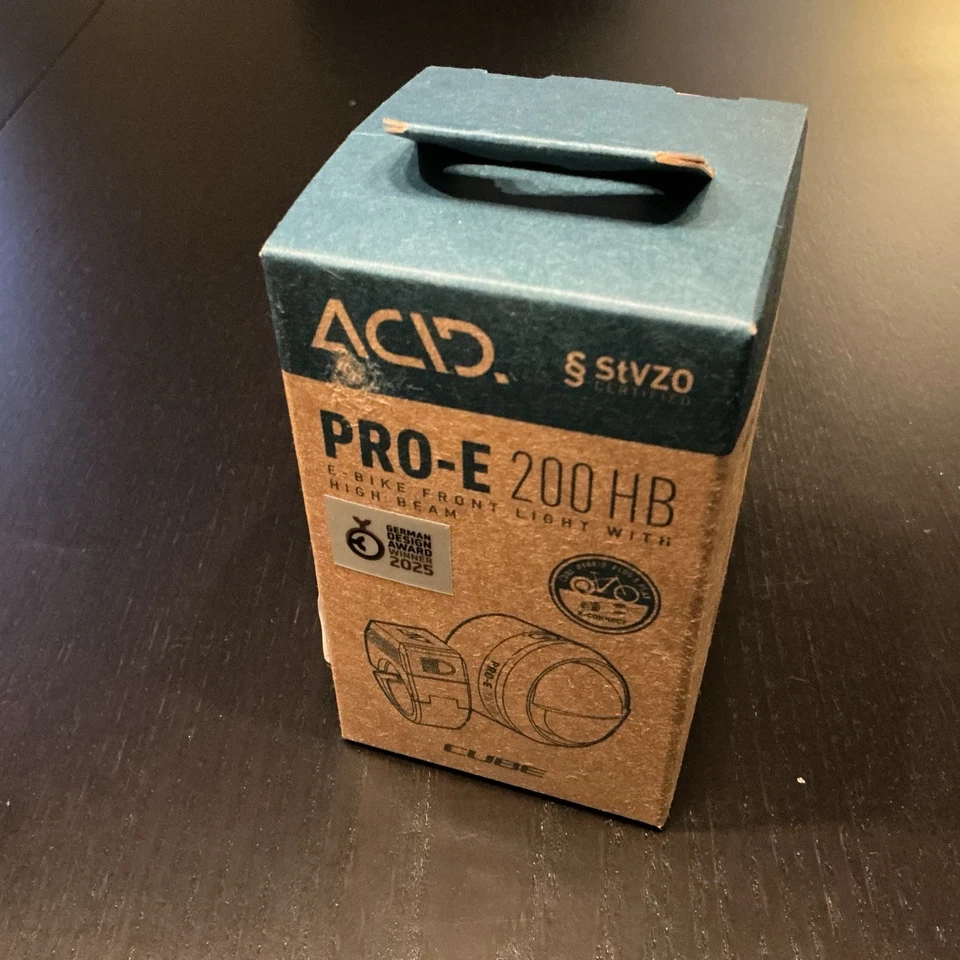 ACID.
§ StVZO
CERTIFIED
PRO-E 200 HB
E-BIKE FRONT LIGHT WITH
HIGH BEAM
GERMAN
DESIGN
AWARD
WINNER
2025
PRO-E
CUBE